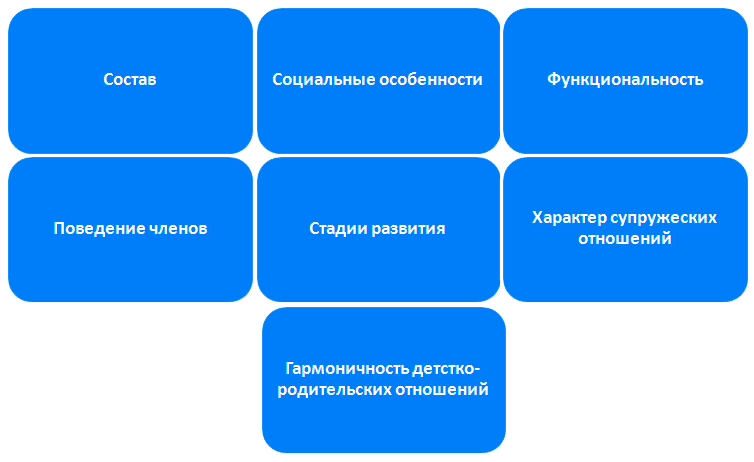 Состав
Социальные особенности
Функциональность
Поведение членов
Стадии развития
Характер супружеских
отношений
Гармоничность детстко-
родительских отношений